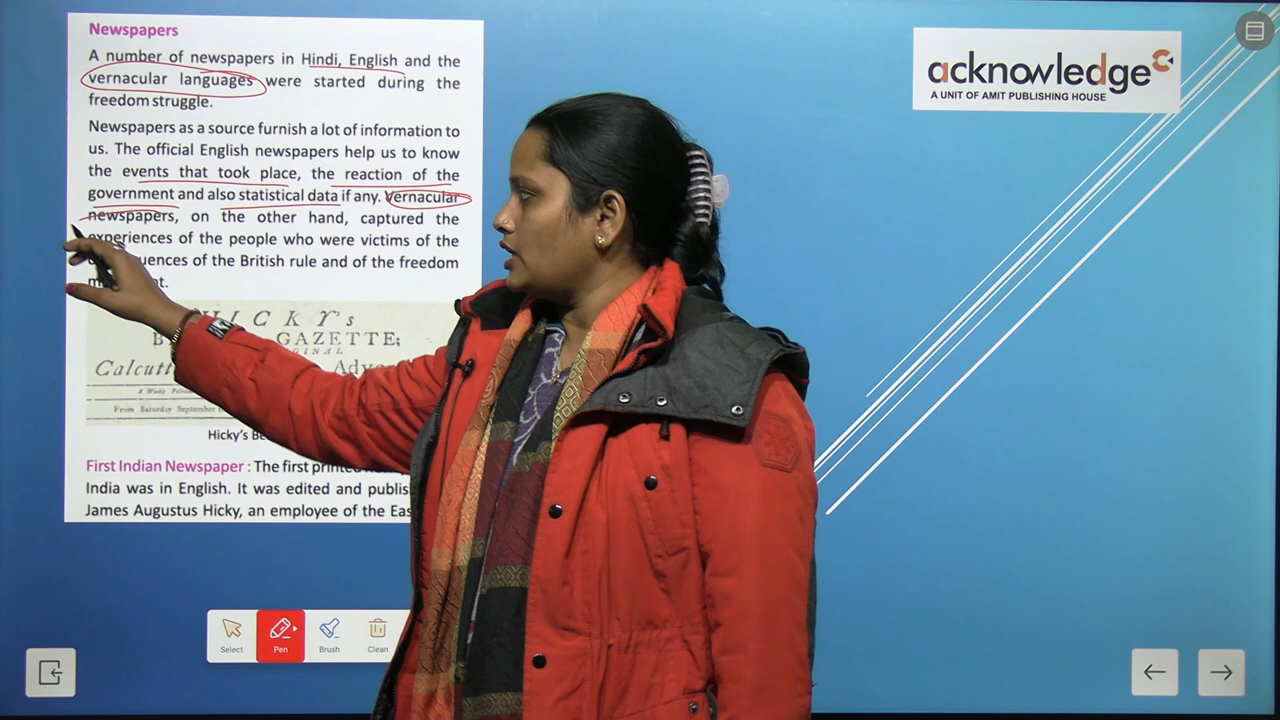 Newspapers
A number of newspapers in Hindi, English and the
vernacular languages were started during the
freedom struggle.
Newspapers as a source furnish a lot of information to
us. The official English newspapers help us to know
the events that took place, the reaction of the
government and also statistical data if any. Vernacular
newspapers, on the other hand, captured the
experiences of the people who were victims of the
of the British rule and of the freedom
HICKY's
GAZETTE;
From Saturday September
Hicky's
First Indian Newspaper : The first
India was in English. It was edited and
James Augustus Hicky, an employee of the
acknowledge
A UNIT OF AMIT PUBLISHING HOUSE
Select Pen Brush Clean